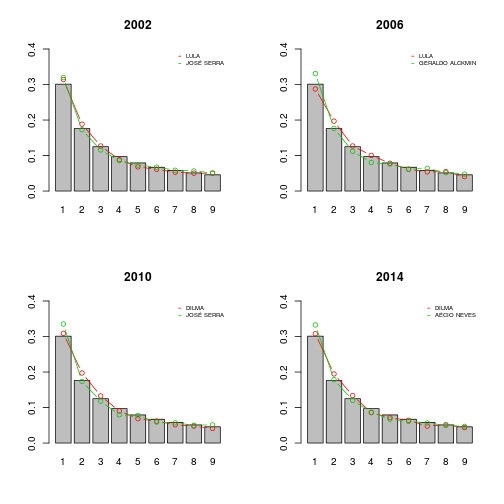 2002
LULA
JOSÉ SERRA
0.4
0.3
0.2
0.1
0.0
1 2 3 4 5 6 7 8 9
2006
LULA
GERALDO ALCKMIN
0.4
0.3
0.2
0.1
0.0
1 2 3 4 5 6 7 8 9
2010
DILMA
JOSÉ SERRA
0.4
0.3
0.2
0.1
0.0
1 2 3 4 5 6 7 8 9
2014
DILMA
AÉCIO NEVES
0.4
0.3
0.2
0.1
0.0
1 2 3 4 5 6 7 8 9